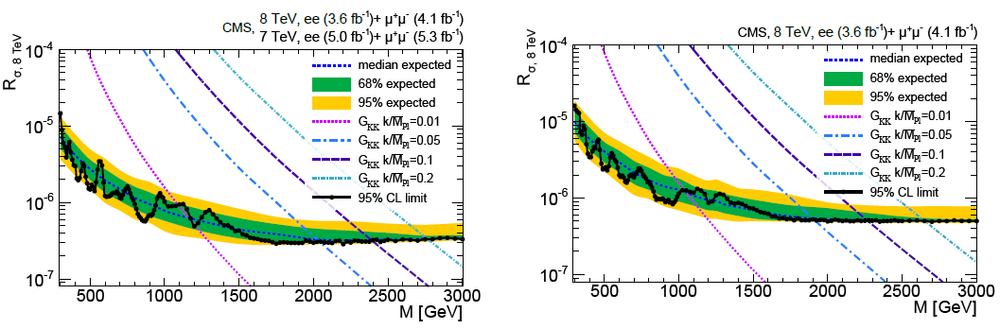 8 TeV, ee (3.6 fb⁻¹)+ μ⁺μ⁻ (4.1 fb⁻¹)
CMS,
7 TeV, ee (5.0 fb⁻¹)+ μ⁺μ⁻ (5.3 fb⁻¹)
R_σ, 8 TeV
10⁻⁴
10⁻⁵
10⁻⁶
10⁻⁷
median expected
68% expected
95% expected
G_KK k/M̅_Pl=0.01
G_KK k/M̅_Pl=0.05
G_KK k/M̅_Pl=0.1
G_KK k/M̅_Pl=0.2
95% CL limit
500 1000 1500 2000 2500 3000
M [GeV]
CMS, 8 TeV, ee (3.6 fb⁻¹)+ μ⁺μ⁻ (4.1 fb⁻¹)
R_σ, 8 TeV
10⁻⁴
10⁻⁵
10⁻⁶
10⁻⁷
median expected
68% expected
95% expected
G_KK k/M̅_Pl=0.01
G_KK k/M̅_Pl=0.05
G_KK k/M̅_Pl=0.1
G_KK k/M̅_Pl=0.2
95% CL limit
500 1000 1500 2000 2500 3000
M [GeV]